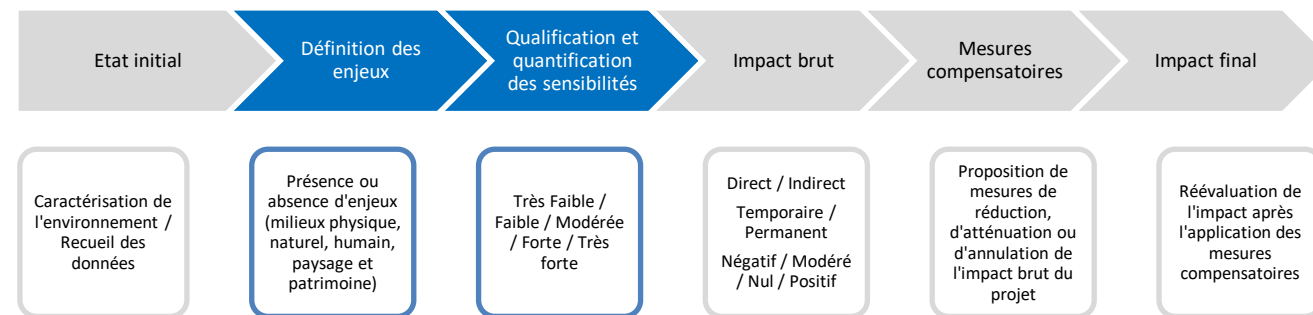 Etat initial
Définition des
enjeux
Qualification et
quantification
des sensibilités
Impact brut
Mesures
compensatoires
Impact final
Caractérisation de
l'environnement /
Recueil des
données
Présence ou
absence d'enjeux
(milieux physique,
naturel, humain,
paysage et
patrimoine)
Très Faible /
Faible / Modérée
/ Forte / Très
forte
Direct / Indirect
Temporaire /
Permanent
Négatif / Modéré
/ Nul / Positif
Proposition de
mesures de
réduction,
d'atténuation ou
d'annulation de
l'impact brut du
projet
Réévaluation de
l'impact après
l'application des
mesures
compensatoires